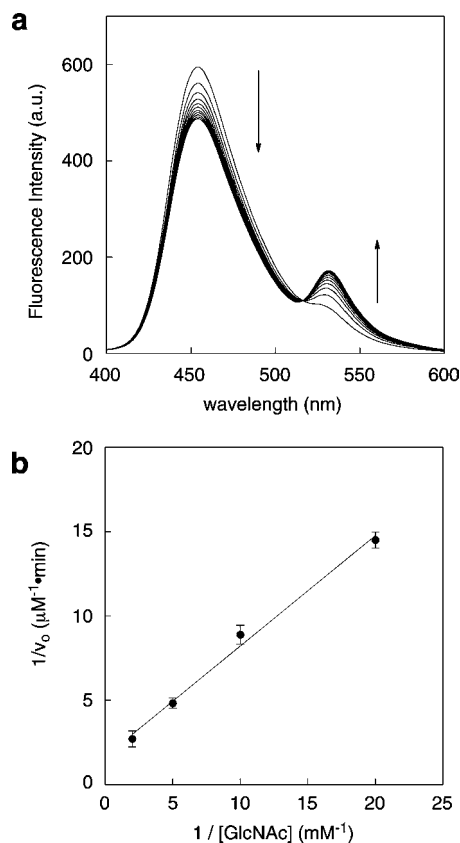 a
Fluorescence Intensity (a.u.)
600
400
200
0
400 450 500 550 600
wavelength (nm)
b
1/v₀ (μM⁻¹•min)
20
15
10
5
0
0 5 10 15 20 25
1 / [GlcNAc] (mM⁻¹)